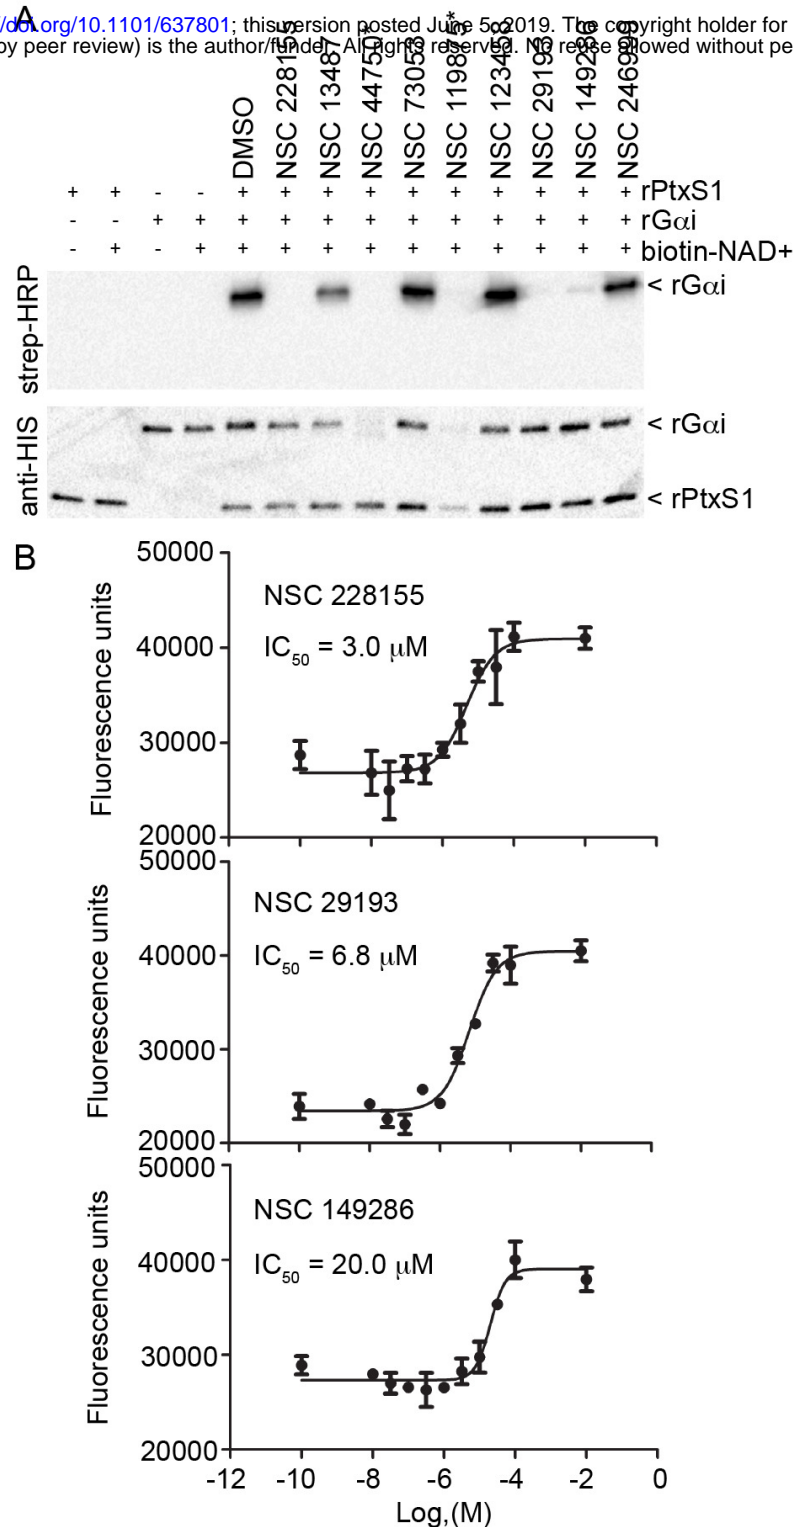 A
/doi.org/10.1101/637801; this version posted June 5, 2019. The copyright holder for
by peer review) is the author/funder. All rights reserved. No reuse allowed without pe
DMSO
NSC 228155
NSC 13487
NSC 44750*
NSC 73053
NSC 119875*
NSC 29193
NSC 149286
+ + - - + + + + + + + + + + rPtxS1
- - + + + + + + + + + + + + rGαi
- + - + + + + + + + + + + + biotin-NAD+
strep-HRP
< rGαi
anti-HIS
< rGαi
< rPtxS1
B
Fluorescence units
50000
40000
30000
20000
NSC 228155
IC50 = 3.0 μM
Fluorescence units
50000
40000
30000
20000
NSC 29193
IC50 = 6.8 μM
Fluorescence units
50000
40000
30000
20000
NSC 149286
IC50 = 20.0 μM
-12 -10 -8 -6 -4 -2 0
Log,(M)